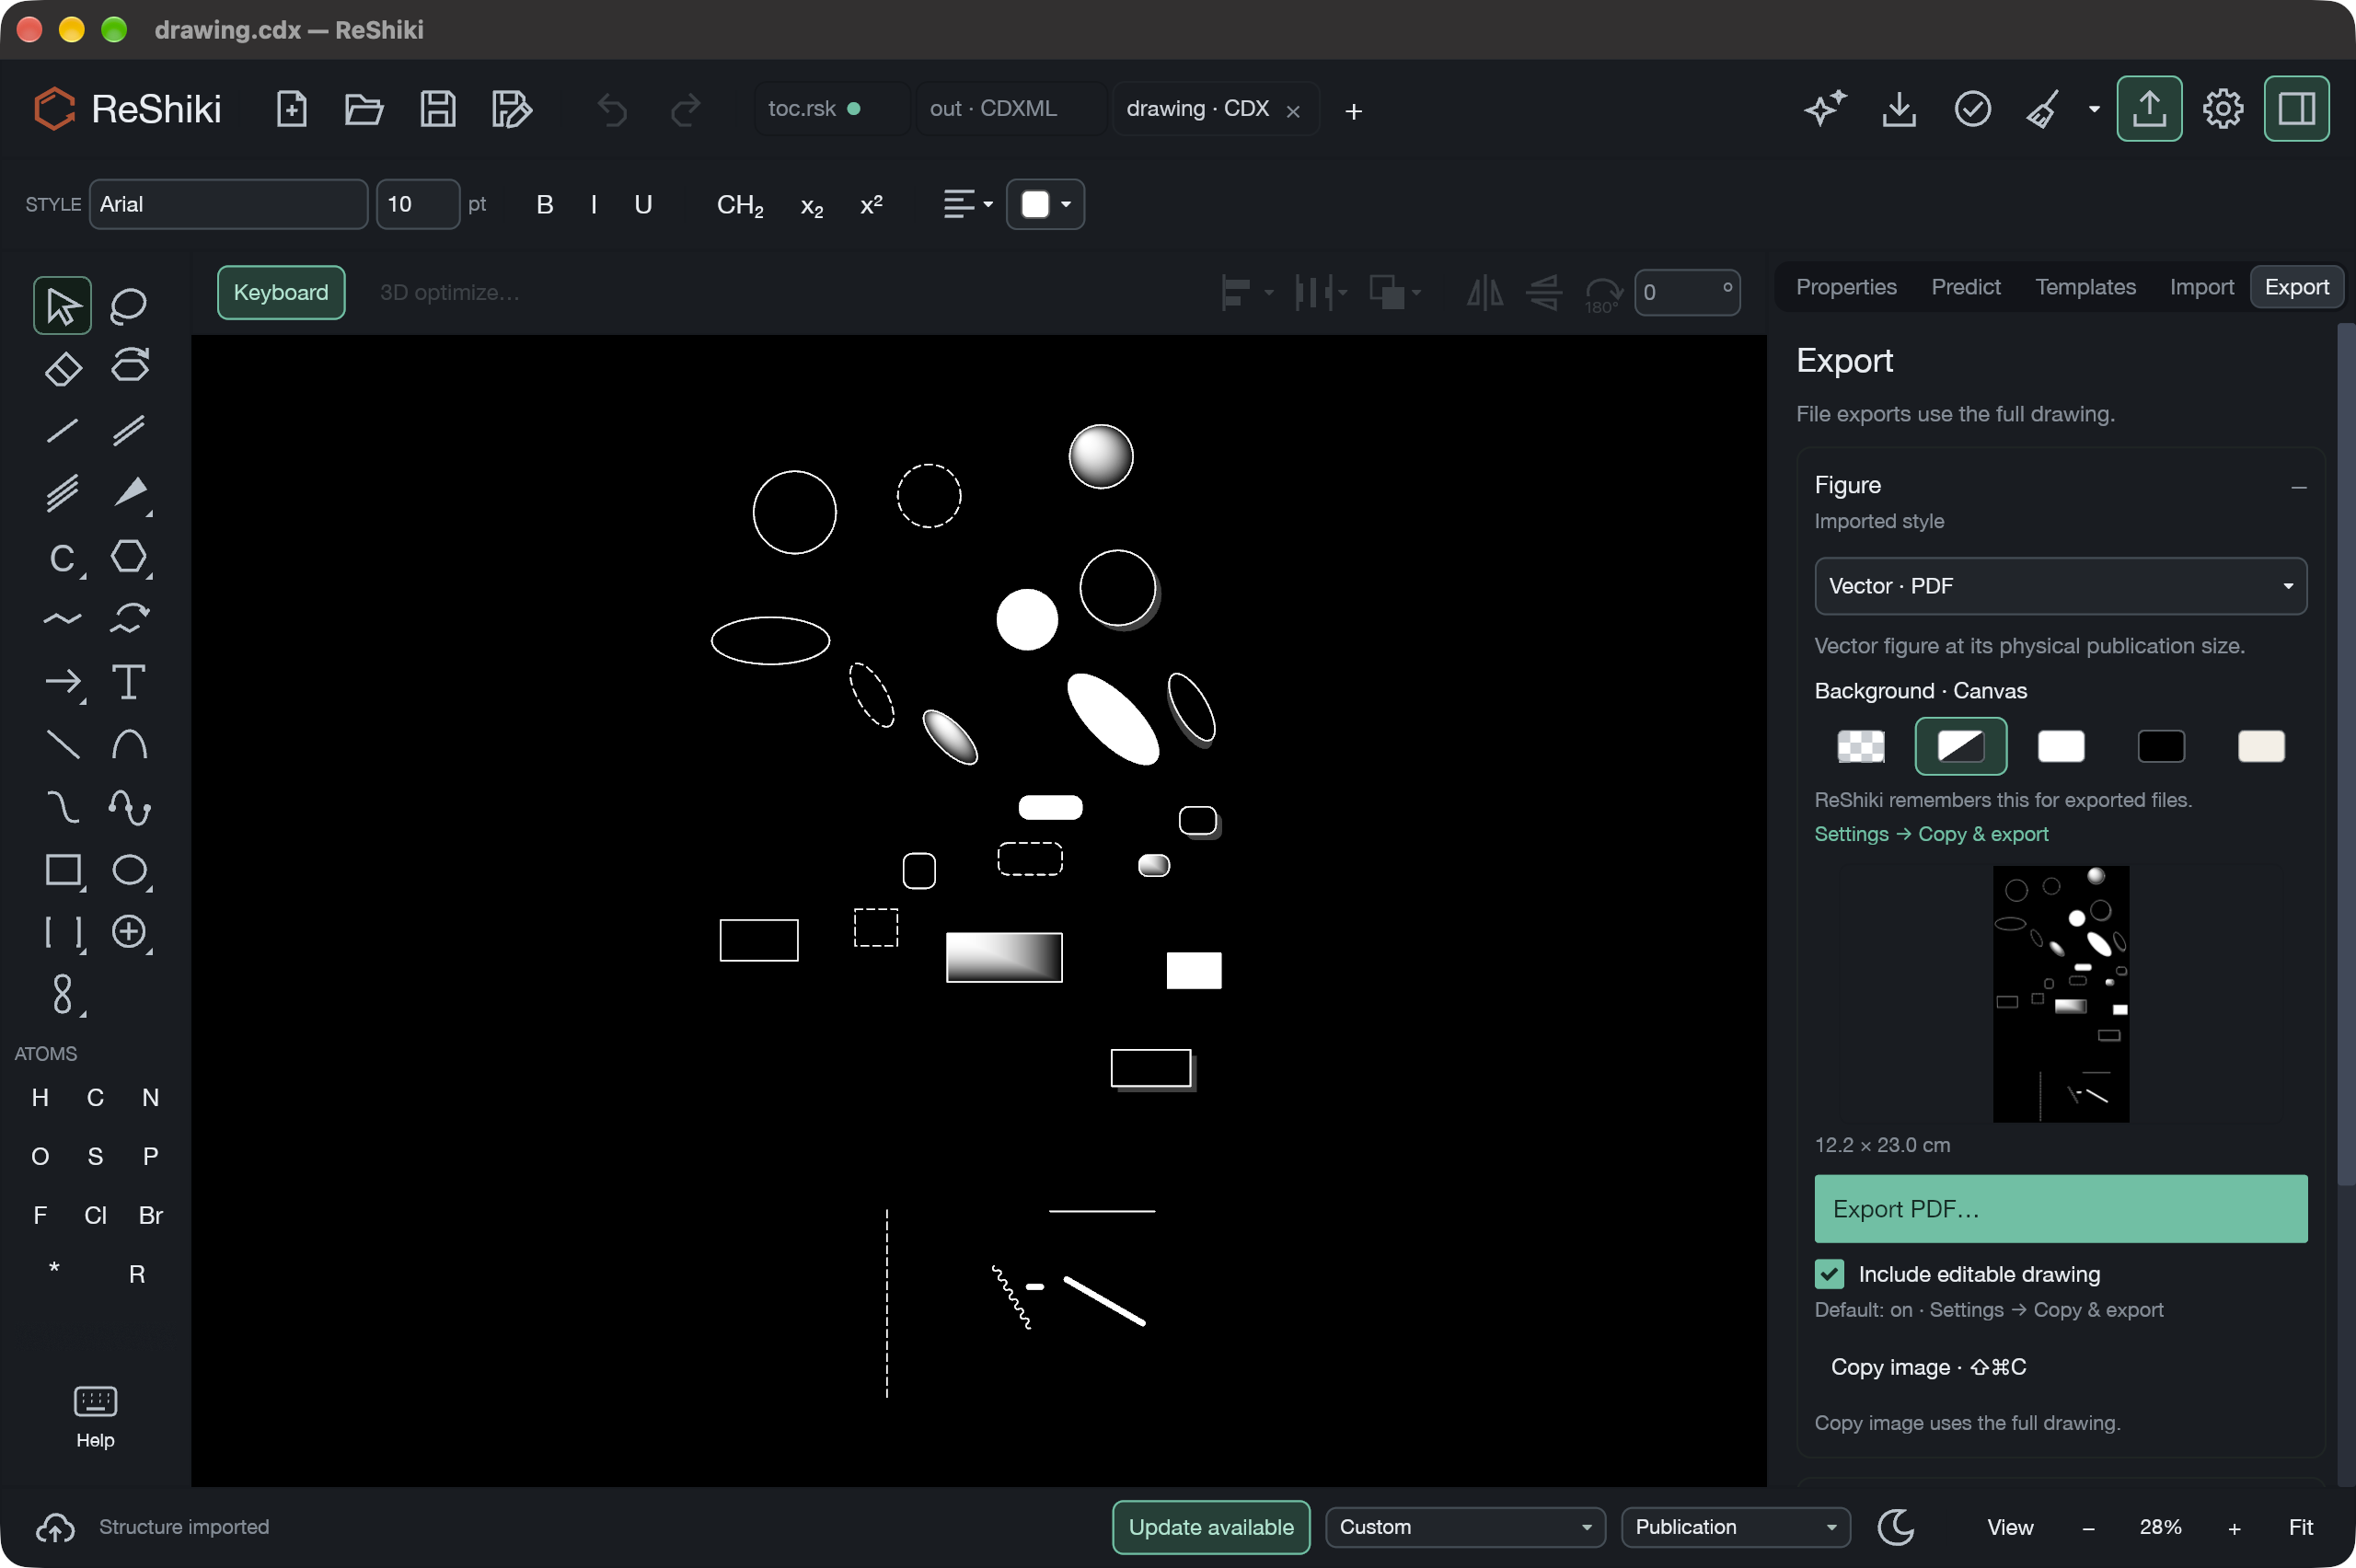 drawing.cdx — ReShiki
ReShiki
toc.rsk
out · CDXML
drawing · CDX
STYLE
Arial
10
pt
B I U
CH₂ x₂ x²
Keyboard
3D optimize…
180°
0 °
Properties
Predict
Templates
Import
Export
Export
File exports use the full drawing.
Figure
Imported style
Vector · PDF
Vector figure at its physical publication size.
Background · Canvas
ReShiki remembers this for exported files.
Settings → Copy & export
12.2 × 23.0 cm
Export PDF…
Include editable drawing
Default: on · Settings → Copy & export
Copy image · ⇧⌘C
Copy image uses the full drawing.
C
T
ATOMS
H C N
O S P
F Cl Br
* R
Help
Structure imported
Update available
Custom
Publication
View
− 28% +
Fit